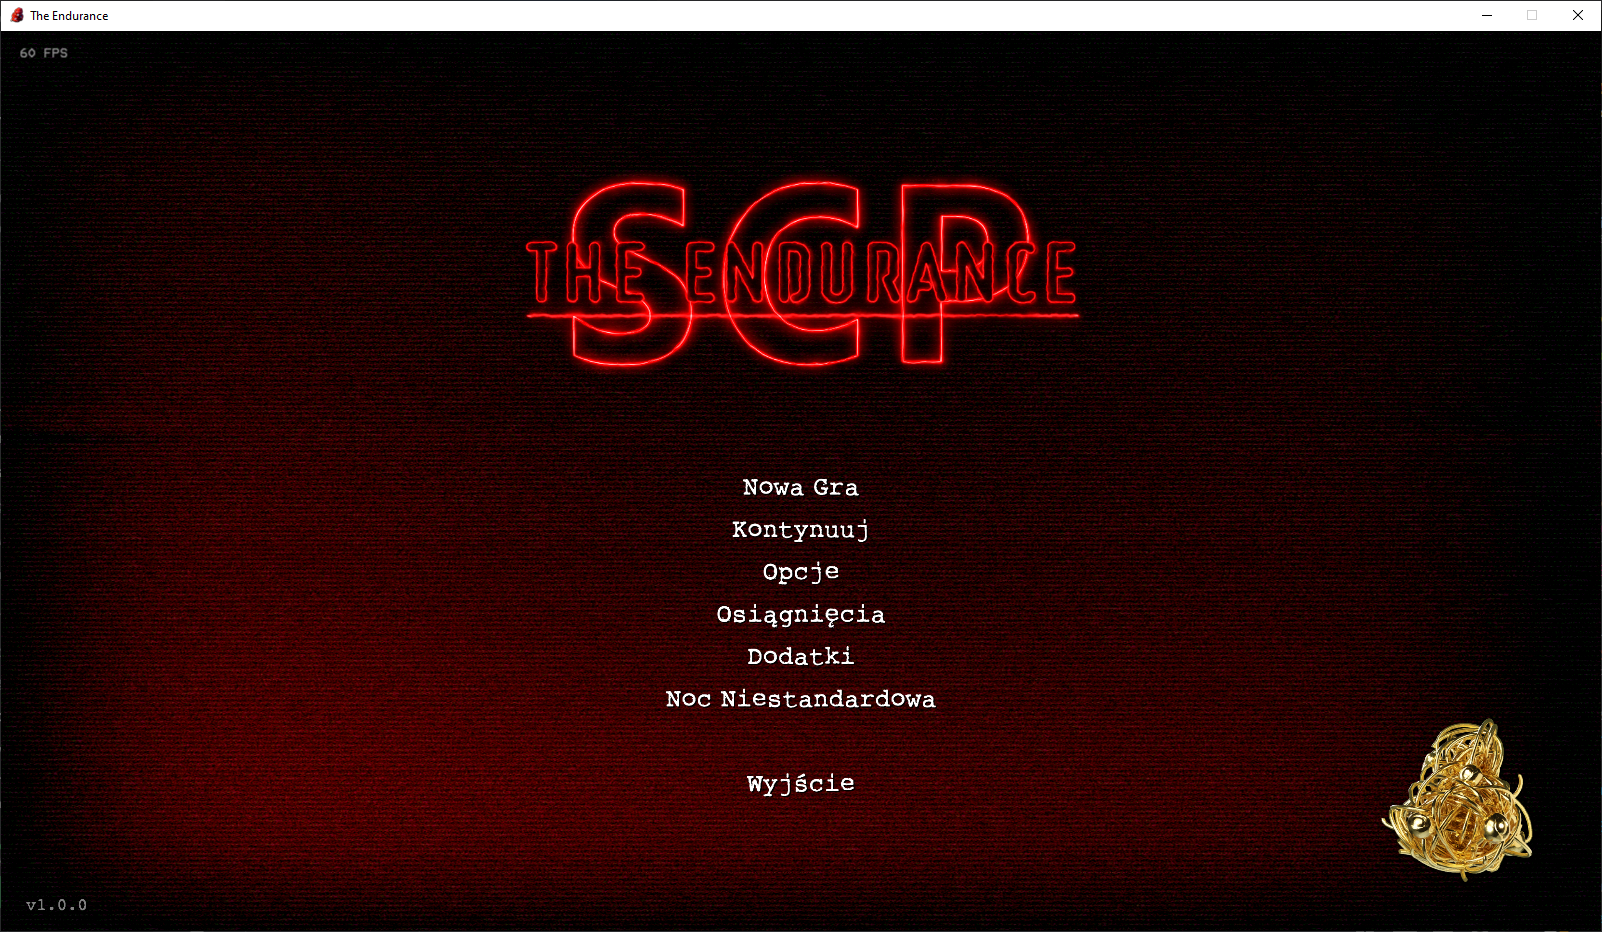 The Endurance
60 FPS
SCP
THE ENDURANCE
Nowa Gra
Kontynuuj
Opcje
Osiągnięcia
Dodatki
Noc Niestandardowa
Wyjście
v1.0.0